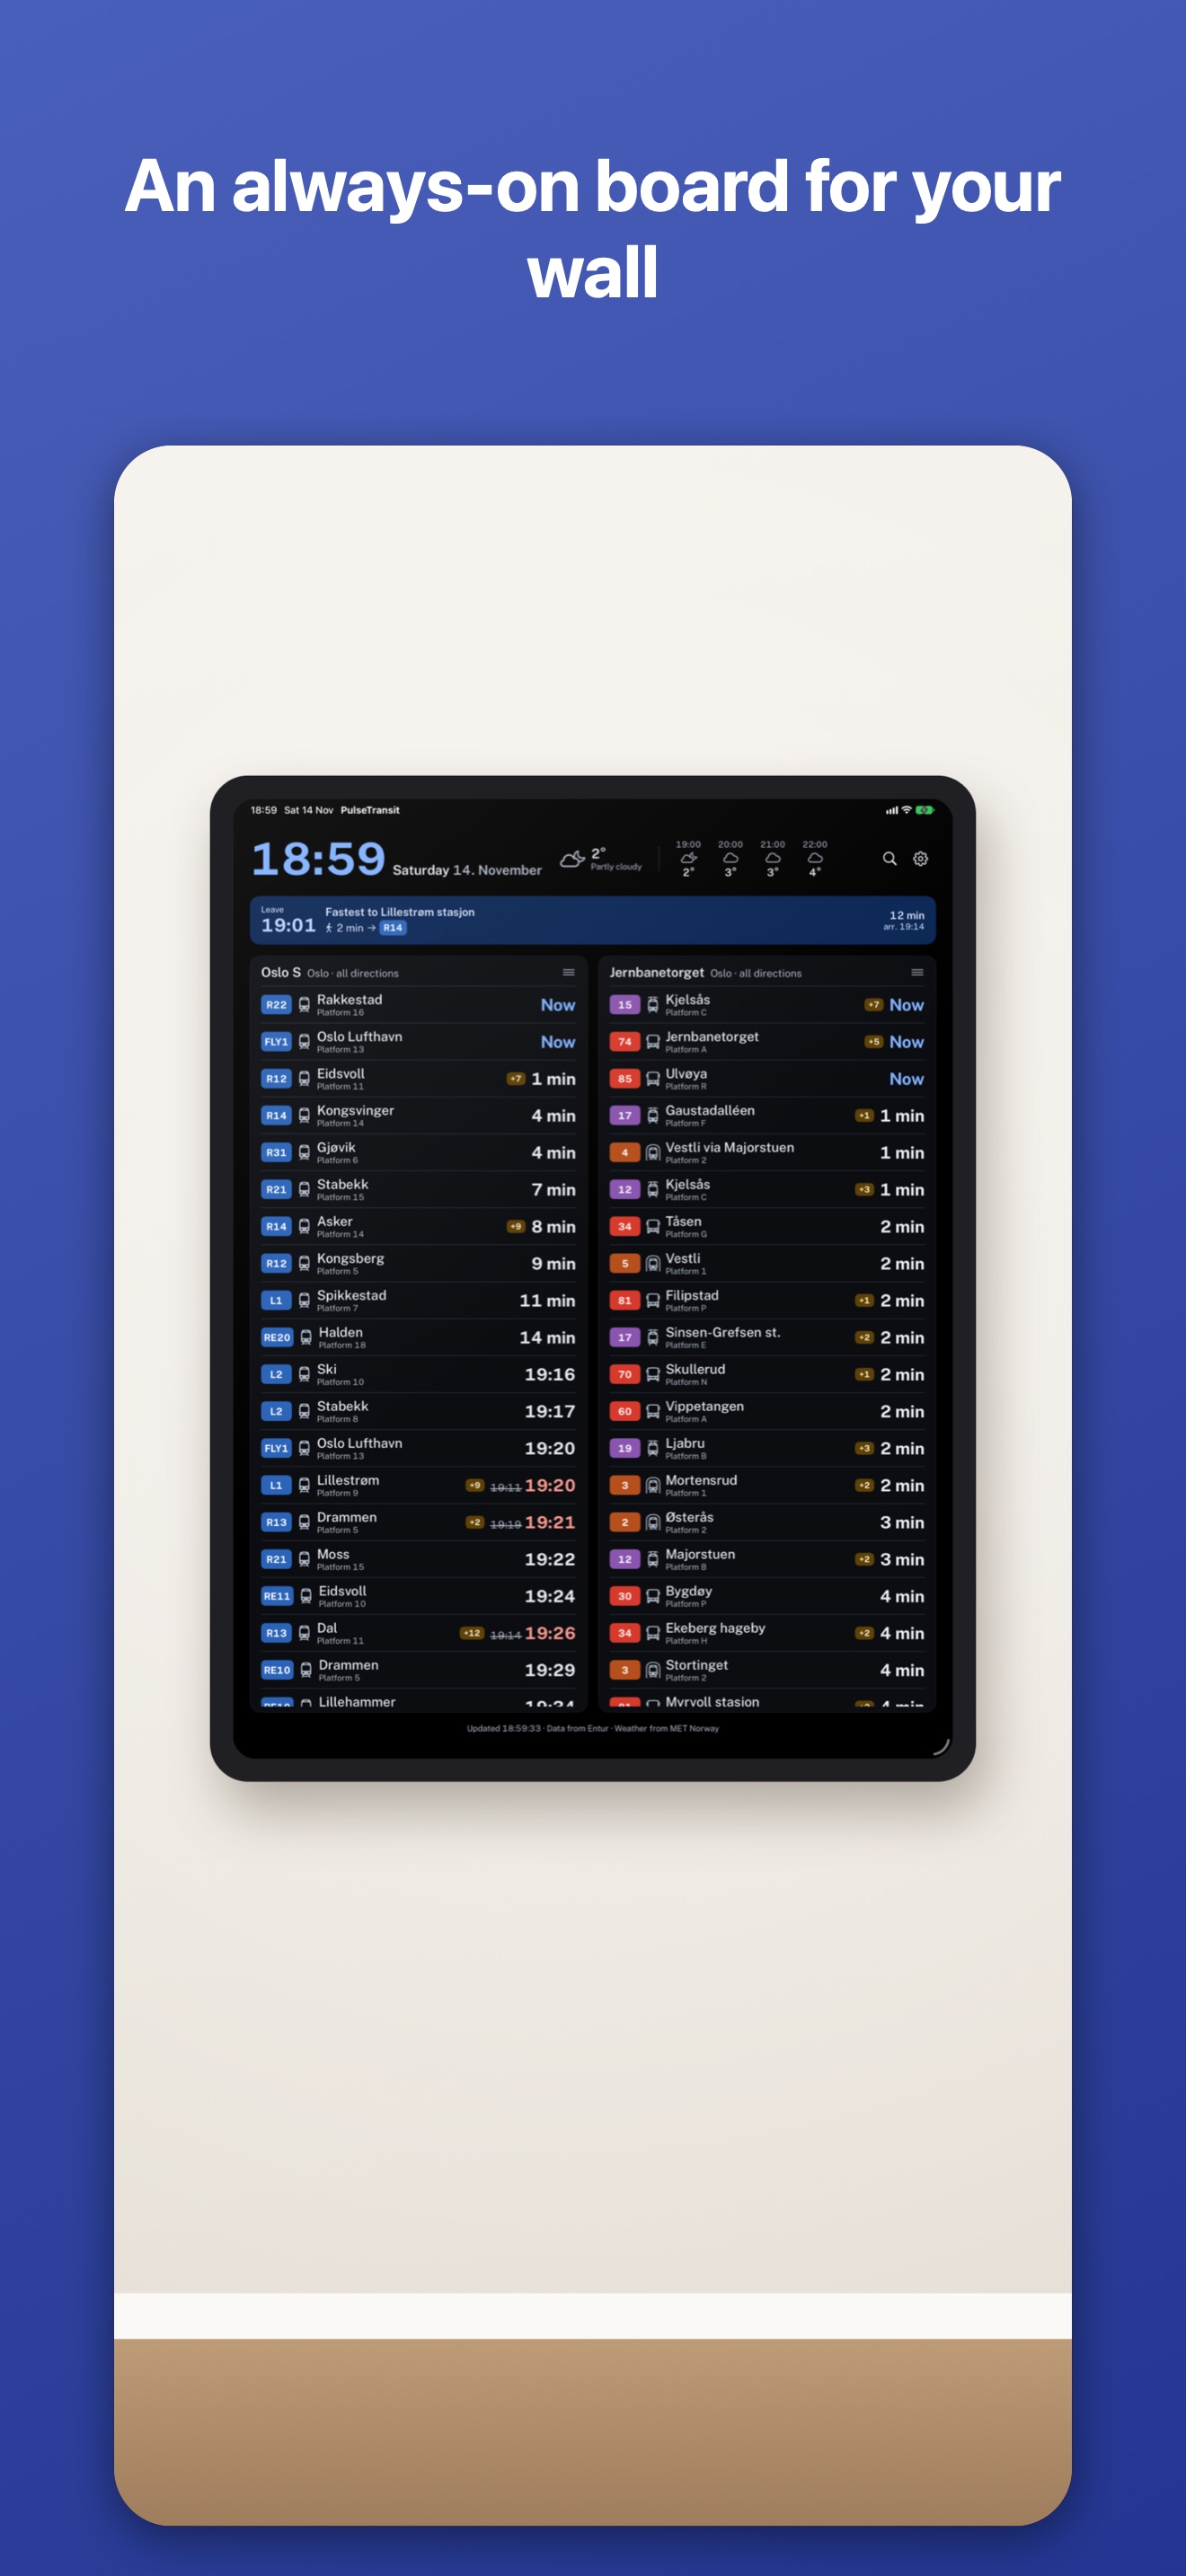 An always-on board for your
wall
18:59 Sat 14 Nov PulseTransit
18:59 Saturday 14. November
2°
Partly cloudy
19:00 20:00 21:00 22:00
2° 3° 3° 4°
Leave
19:01
Fastest to Lillestrøm stasjon
2 min → R14
12 min
arr. 19:14
Oslo S Oslo · all directions
R22 Rakkestad Now
Platform 16
FLY1 Oslo Lufthavn Now
Platform 13
R12 Eidsvoll +7 1 min
Platform 11
R14 Kongsvinger 4 min
Platform 14
R31 Gjøvik 4 min
Platform 6
R21 Stabekk 7 min
Platform 15
R14 Asker +9 8 min
Platform 14
R12 Kongsberg 9 min
Platform 5
L1 Spikkestad 11 min
Platform 7
RE20 Halden 14 min
Platform 18
L2 Ski 19:16
Platform 10
L2 Stabekk 19:17
Platform 8
FLY1 Oslo Lufthavn 19:20
Platform 13
L1 Lillestrøm +9 19:11 19:20
Platform 9
R13 Drammen +2 19:19 19:21
Platform 5
R21 Moss 19:22
Platform 15
RE11 Eidsvoll 19:24
Platform 10
R13 Dal +12 19:14 19:26
Platform 11
RE10 Drammen 19:29
Platform 5
RE10 Lillehammer 19:34
Jernbanetorget Oslo · all directions
15 Kjelsås +7 Now
Platform C
74 Jernbanetorget +5 Now
Platform A
85 Ulvøya Now
Platform R
17 Gaustadalléen +1 1 min
Platform F
4 Vestli via Majorstuen 1 min
Platform 2
12 Kjelsås +3 1 min
Platform C
34 Tåsen 2 min
Platform G
5 Vestli 2 min
Platform 1
81 Filipstad +1 2 min
Platform P
17 Sinsen-Grefsen st. +2 2 min
Platform E
70 Skullerud +1 2 min
Platform N
60 Vippetangen 2 min
Platform A
19 Ljabru +3 2 min
Platform B
3 Mortensrud +2 2 min
Platform 1
2 Østerås 3 min
Platform 2
12 Majorstuen +2 3 min
Platform B
30 Bygdøy 4 min
Platform P
34 Ekeberg hageby +2 4 min
Platform H
3 Stortinget 4 min
Platform 2
Myrvoll stasjon 4 min
Updated 18:59:33 · Data from Entur · Weather from MET Norway